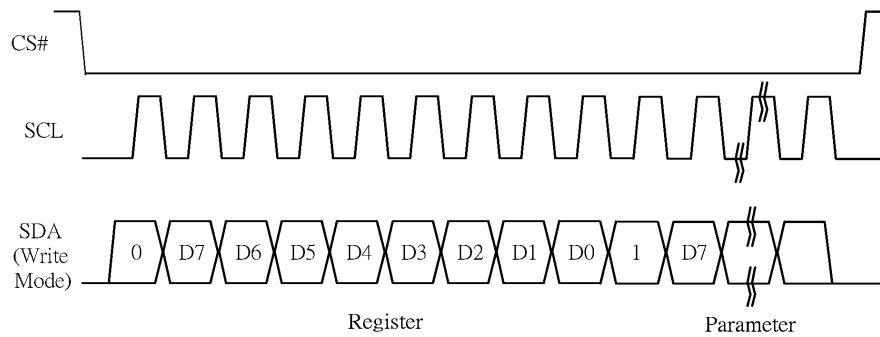 CS#
SCL
SDA
(Write
Mode)
0 D7 D6 D5 D4 D3 D2 D1 D0 1 D7
Register Parameter